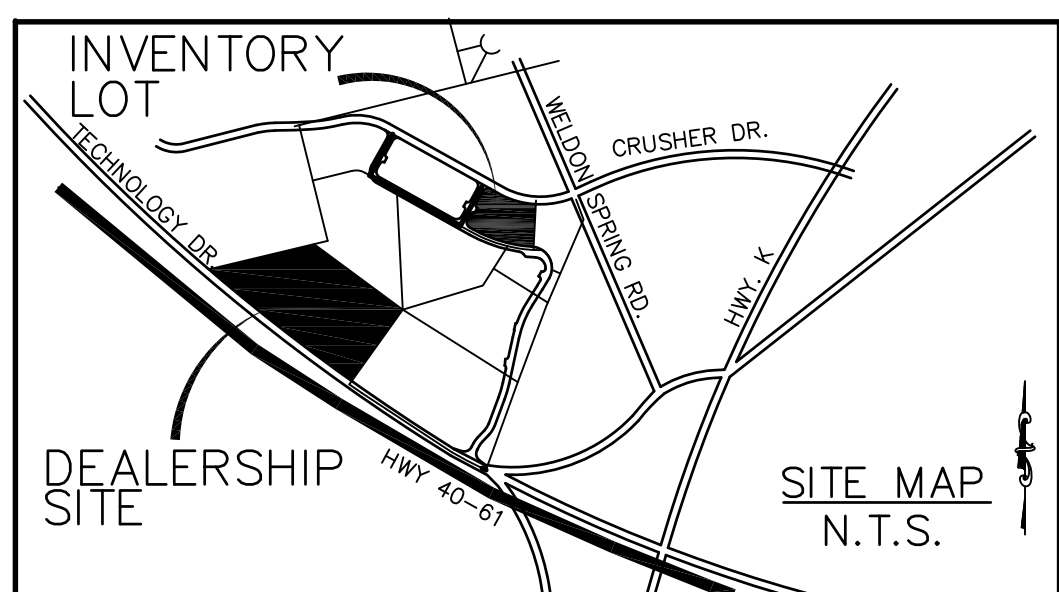 INVENTORY
LOT
TECHNOLOGY DR.
WELDON SPRING RD.
CRUSHER DR.
HWY. K
DEALERSHIP
SITE
HWY 40-61
SITE MAP
N.T.S.